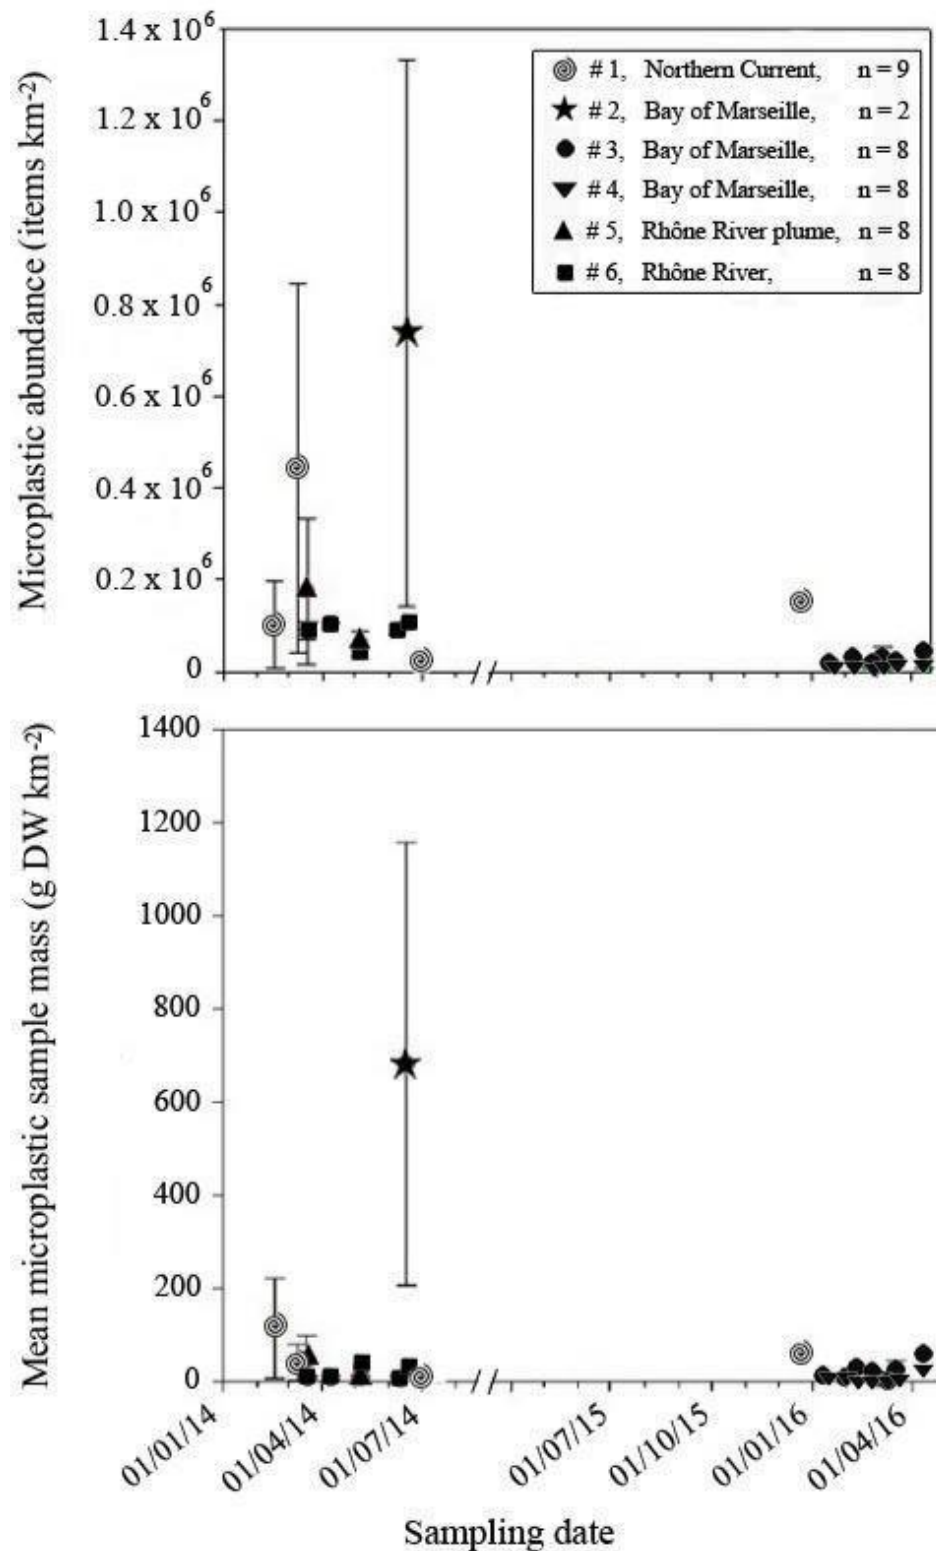 Microplastic abundance (items km-2)
1.4 x 10^6
1.2 x 10^6
1.0 x 10^6
0.8 x 10^6
0.6 x 10^6
0.4 x 10^6
0.2 x 10^6
0
# 1, Northern Current, n = 9
# 2, Bay of Marseille, n = 2
# 3, Bay of Marseille, n = 8
# 4, Bay of Marseille, n = 8
# 5, Rhône River plume, n = 8
# 6, Rhône River, n = 8
Mean microplastic sample mass (g DW km-2)
1400
1200
1000
800
600
400
200
0
01/01/14
01/04/14
01/07/14
01/07/15
01/10/15
01/01/16
01/04/16
Sampling date